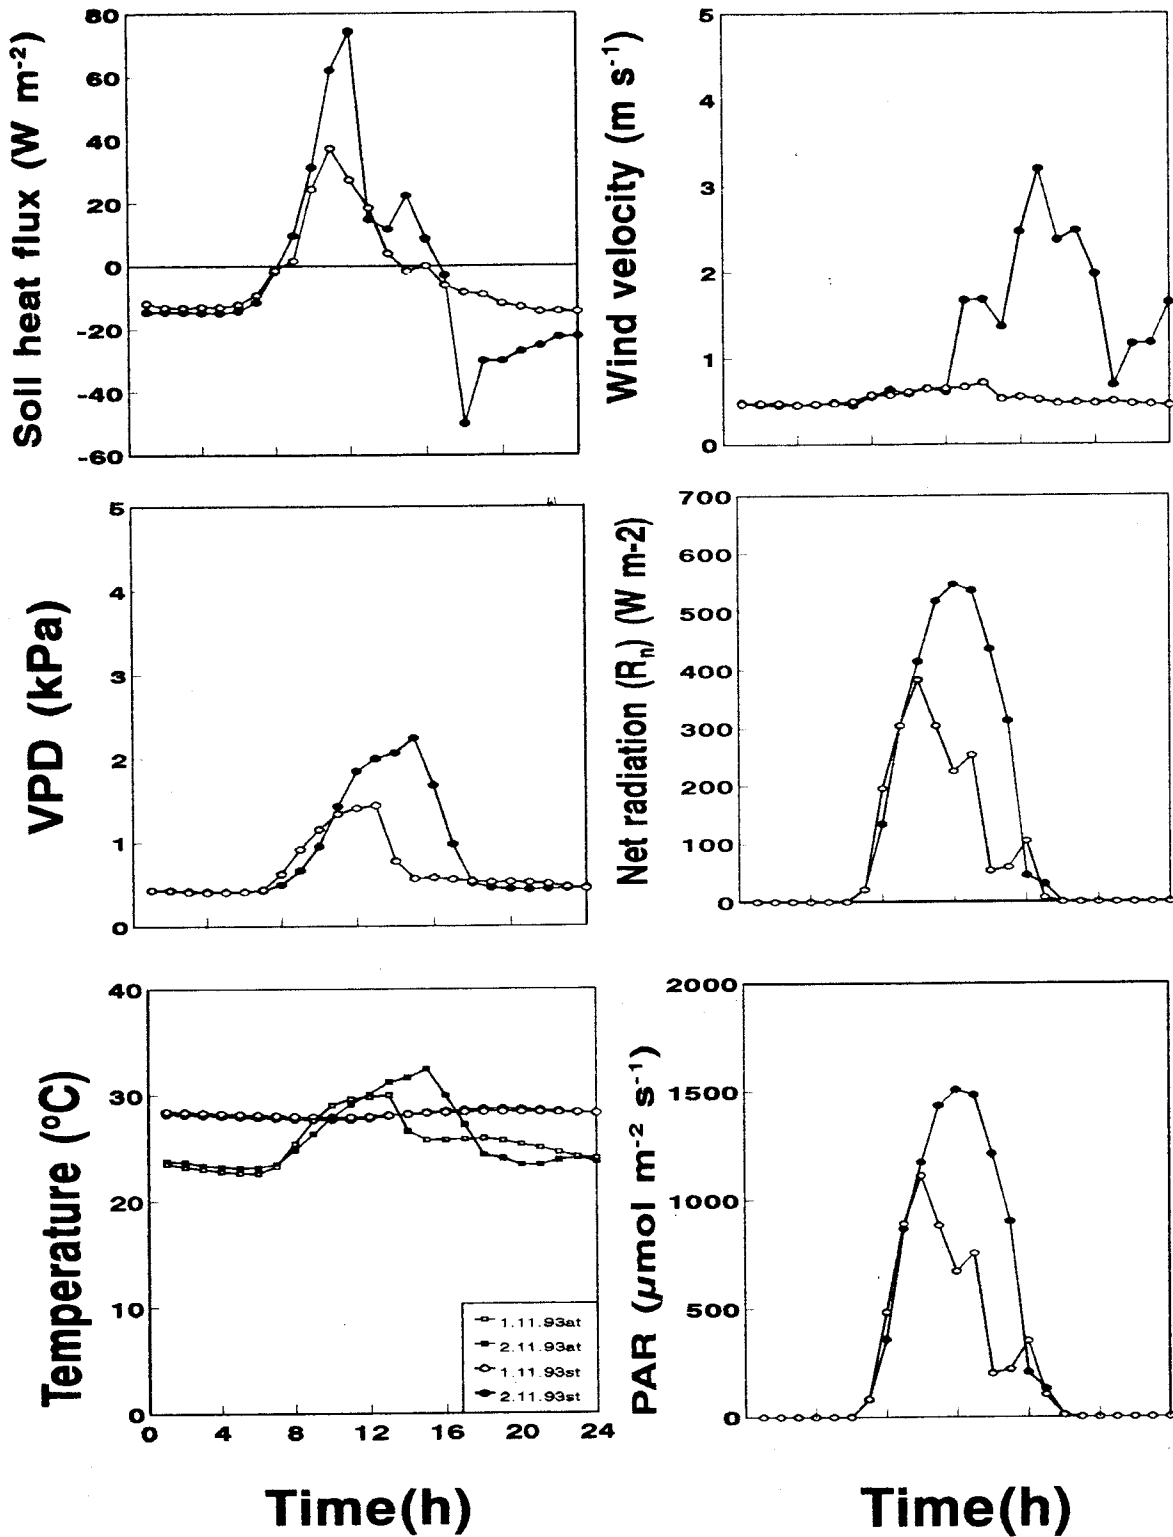 Soil heat flux (W m-2)
80
60
40
20
0
-20
-40
-60
Wind velocity (m s-1)
5
4
3
2
1
0
VPD (kPa)
5
4
3
2
1
0
Net radiation (Rn) (W m-2)
700
600
500
400
300
200
100
0
Temperature (ºC)
40
30
20
10
0
1.11.93at
2.11.93at
1.11.93st
2.11.93st
0 4 8 12 16 20 24
Time(h)
PAR (µmol m-2 s-1)
2000
1500
1000
500
0
Time(h)